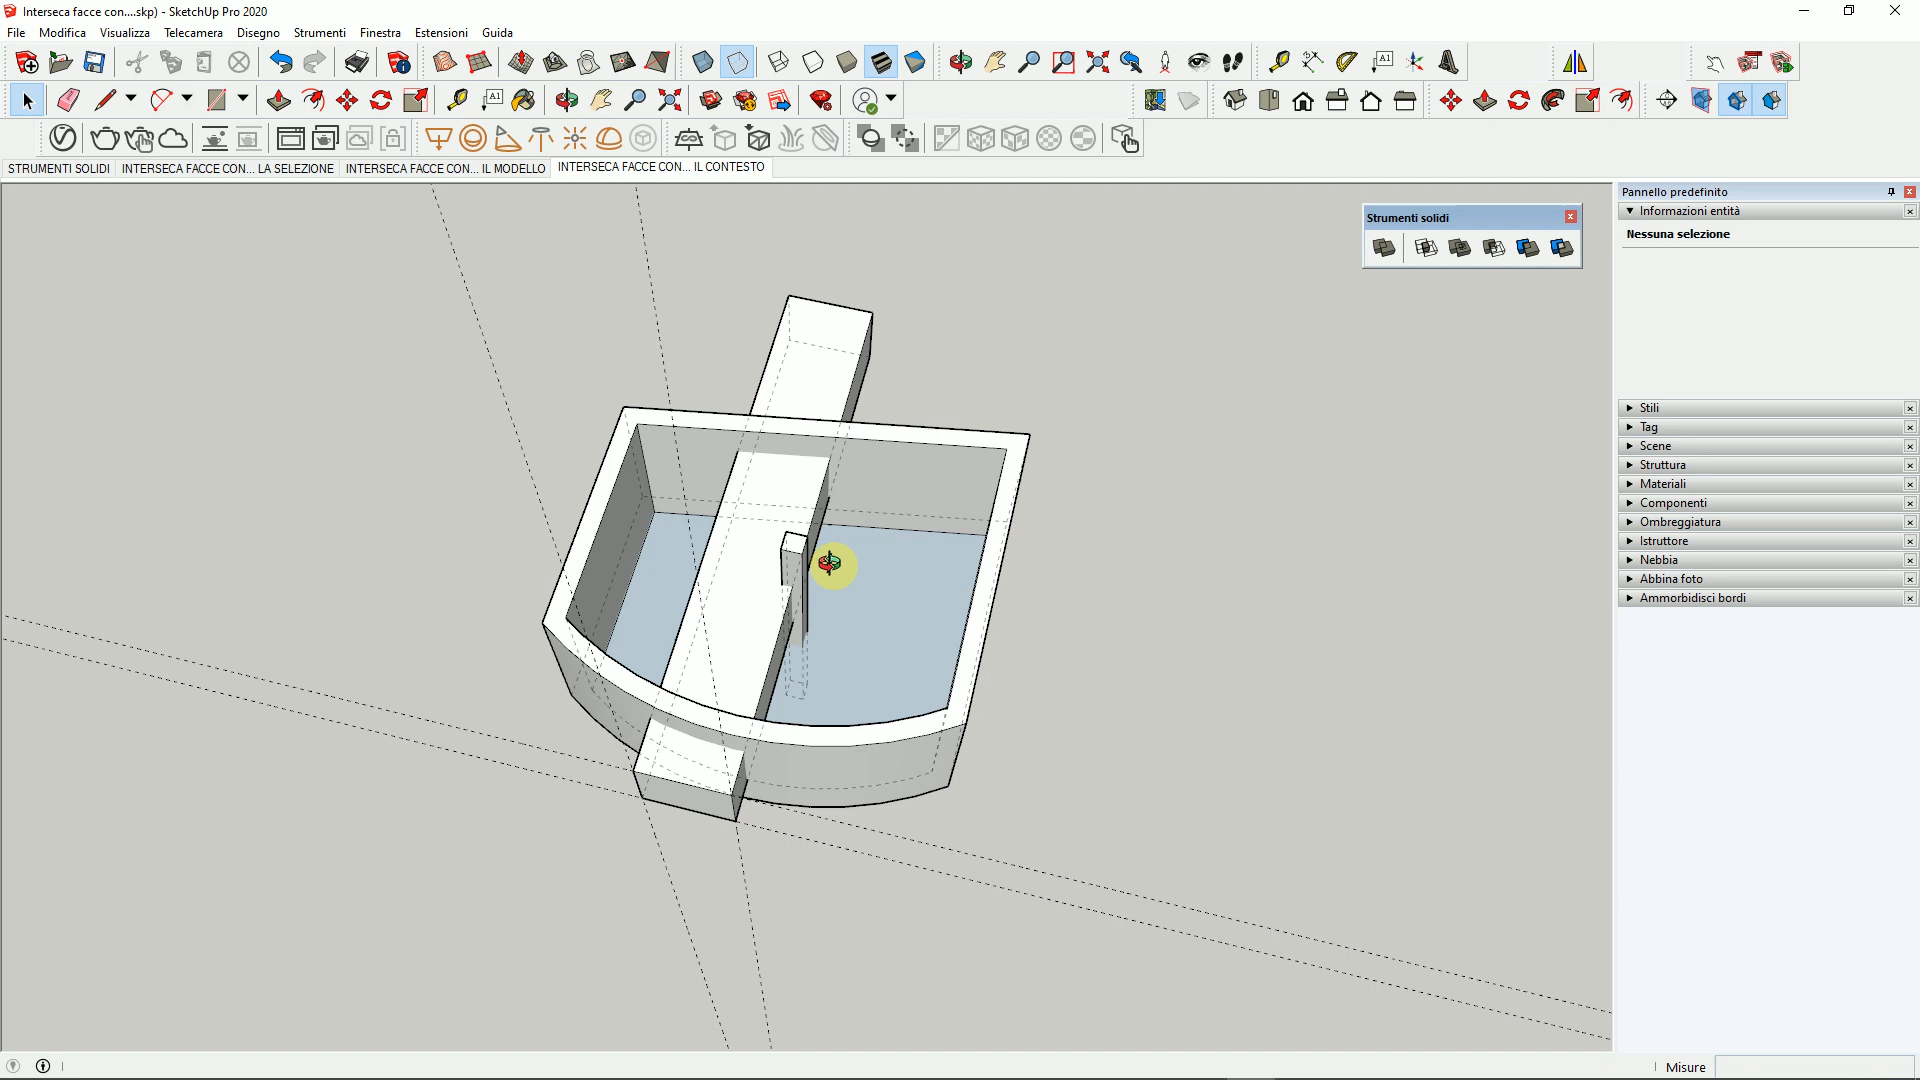 Interseca facce con....skp) - SketchUp Pro 2020
File Modifica Visualizza Telecamera Disegno Strumenti Finestra Estensioni Guida
A1
A1
STRUMENTI SOLIDI INTERSECA FACCE CON... LA SELEZIONE INTERSECA FACCE CON... IL MODELLO INTERSECA FACCE CON... IL CONTESTO
Strumenti solidi
Pannello predefinito
Informazioni entità
Nessuna selezione
Stili
Tag
Scene
Struttura
Materiali
Componenti
Ombreggiatura
Istruttore
Nebbia
Abbina foto
Ammorbidisci bordi
Misure